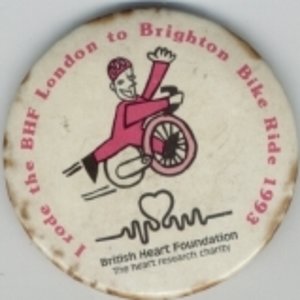 I rode the BHF London to Brighton Bike Ride 1993
British Heart Foundation
The heart research charity